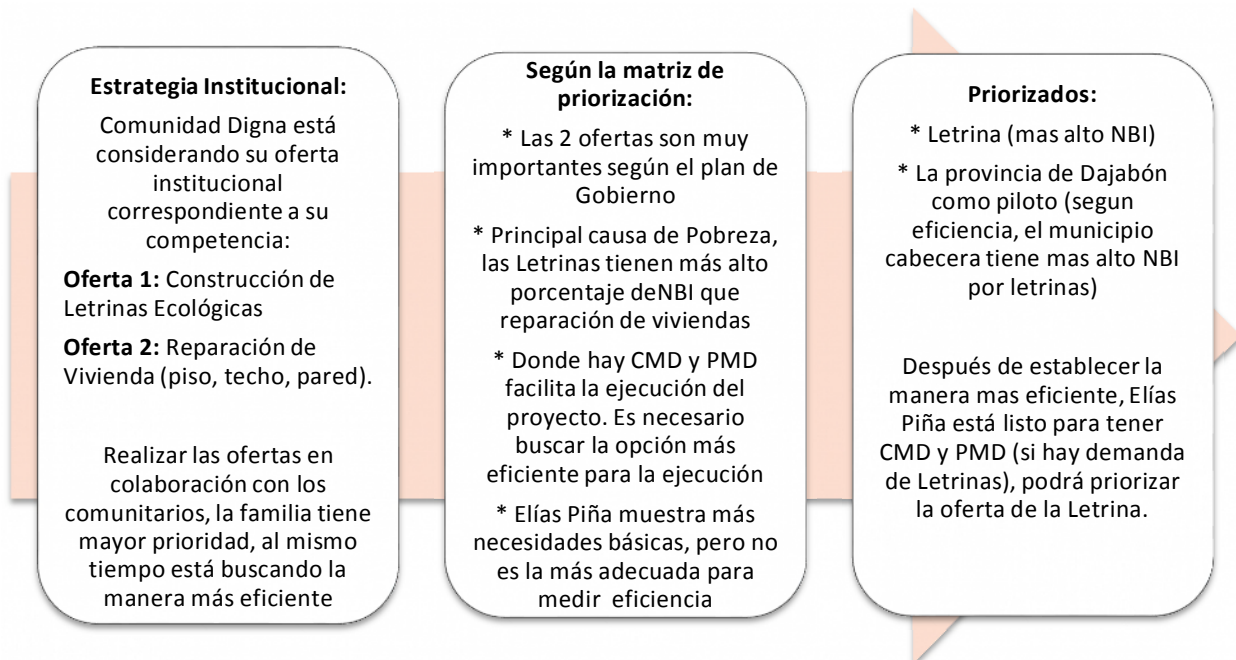 Estrategia Institucional:
Comunidad Digna está
considerando su oferta
institucional
correspondiente a su
competencia:
Oferta 1: Construcción de
Letrinas Ecológicas
Oferta 2: Reparación de
Vivienda (piso, techo, pared).
Realizar las ofertas en
colaboración con los
comunitarios, la familia tiene
mayor prioridad, al mismo
tiempo está buscando la
manera más eficiente
Según la matriz de
priorización:
* Las 2 ofertas son muy
importantes según el plan de
Gobierno
* Principal causa de Pobreza,
las Letrinas tienen más alto
porcentaje deNBI que
reparación de viviendas
* Donde hay CMD y PMD
facilita la ejecución del
proyecto. Es necesario
buscar la opción más
eficiente para la ejecución
* Elías Piña muestra más
necesidades básicas, pero no
es la más adecuada para
medir eficiencia
Priorizados:
* Letrina (mas alto NBI)
* La provincia de Dajabón
como piloto (segun
eficiencia, el municipio
cabecera tiene mas alto NBI
por letrinas)
Después de establecer la
manera mas eficiente, Elías
Piña está listo para tener
CMD y PMD (si hay demanda
de Letrinas), podrá priorizar
la oferta de la Letrina.